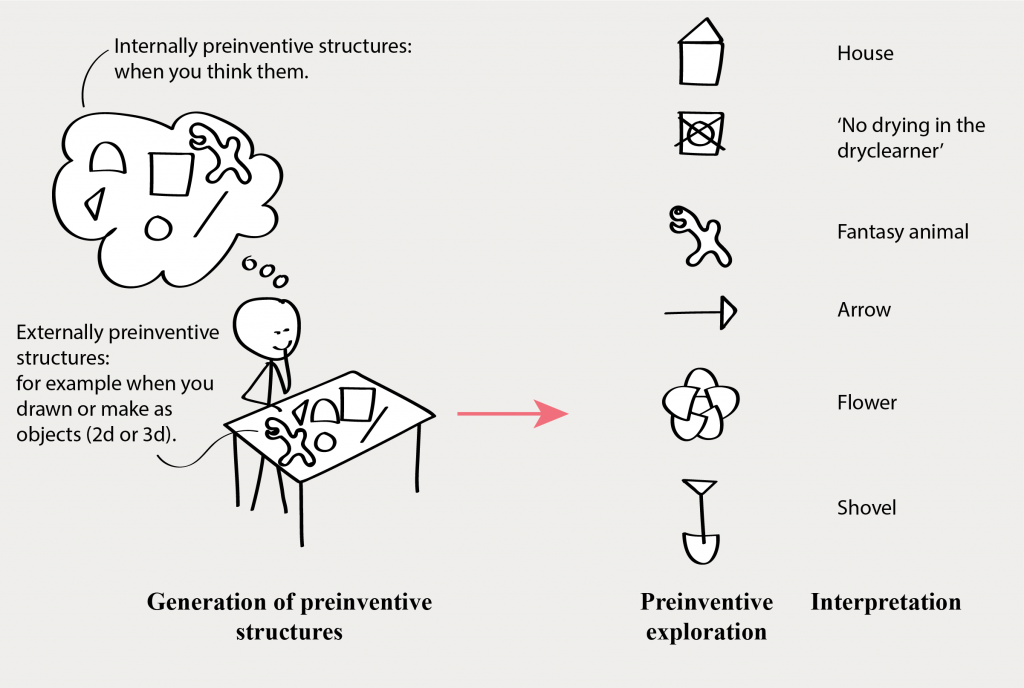 Internally preinventive structures:
when you think them.
Externally preinventive
structures:
for example when you
drawn or make as
objects (2d or 3d).
Generation of preinventive
structures
House
‘No drying in the
drycleaner’
Fantasy animal
Arrow
Flower
Shovel
Preinventive
exploration
Interpretation